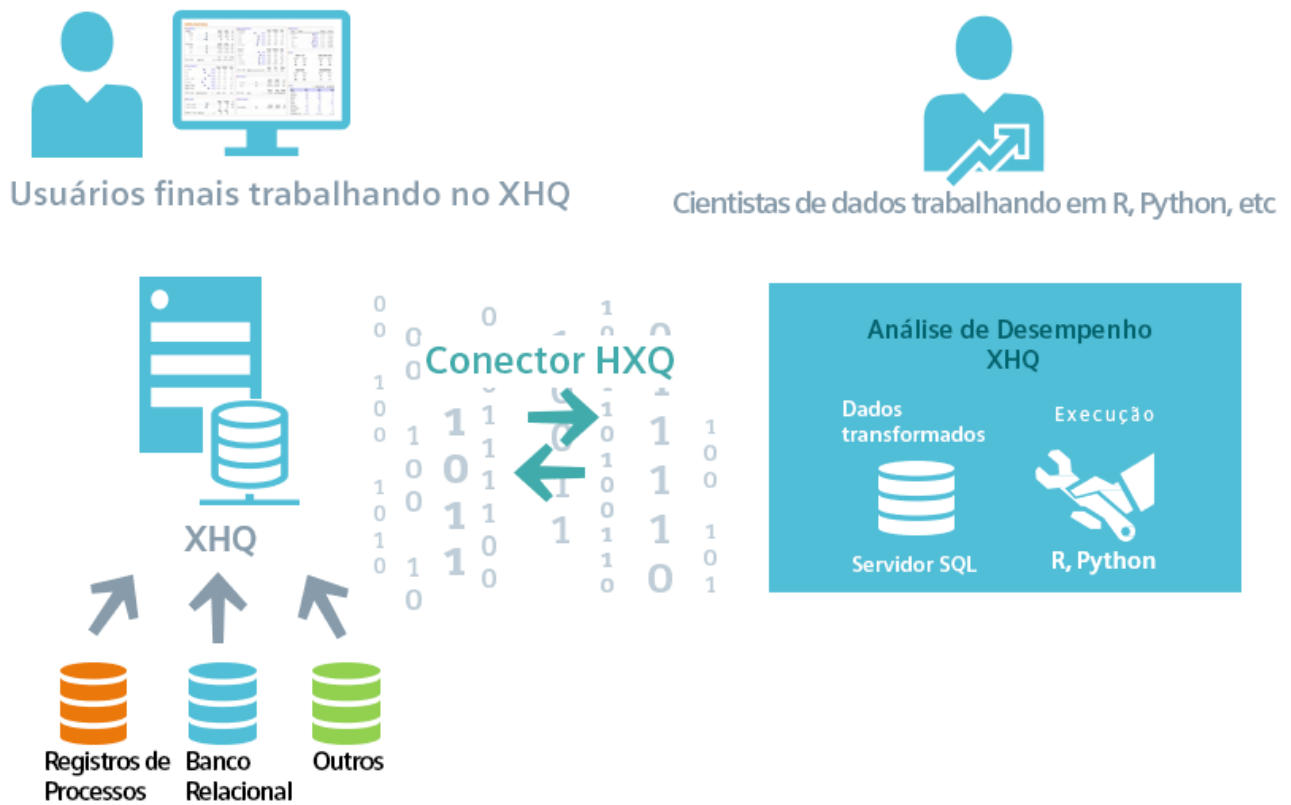 Usuários finais trabalhando no XHQ
Cientistas de dados trabalhando em R, Python, etc
Conector HXQ
XHQ
Registros de
Processos
Banco
Relacional
Outros
Análise de Desempenho
XHQ
Dados
transformados
Servidor SQL
Execução
R, Python